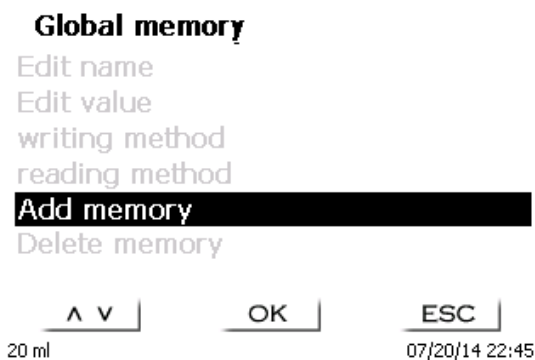 Global memory
Edit name
Edit value
writing method
reading method
Add memory
Delete memory
∧ ∨ OK ESC
20 ml 07/20/14 22:45